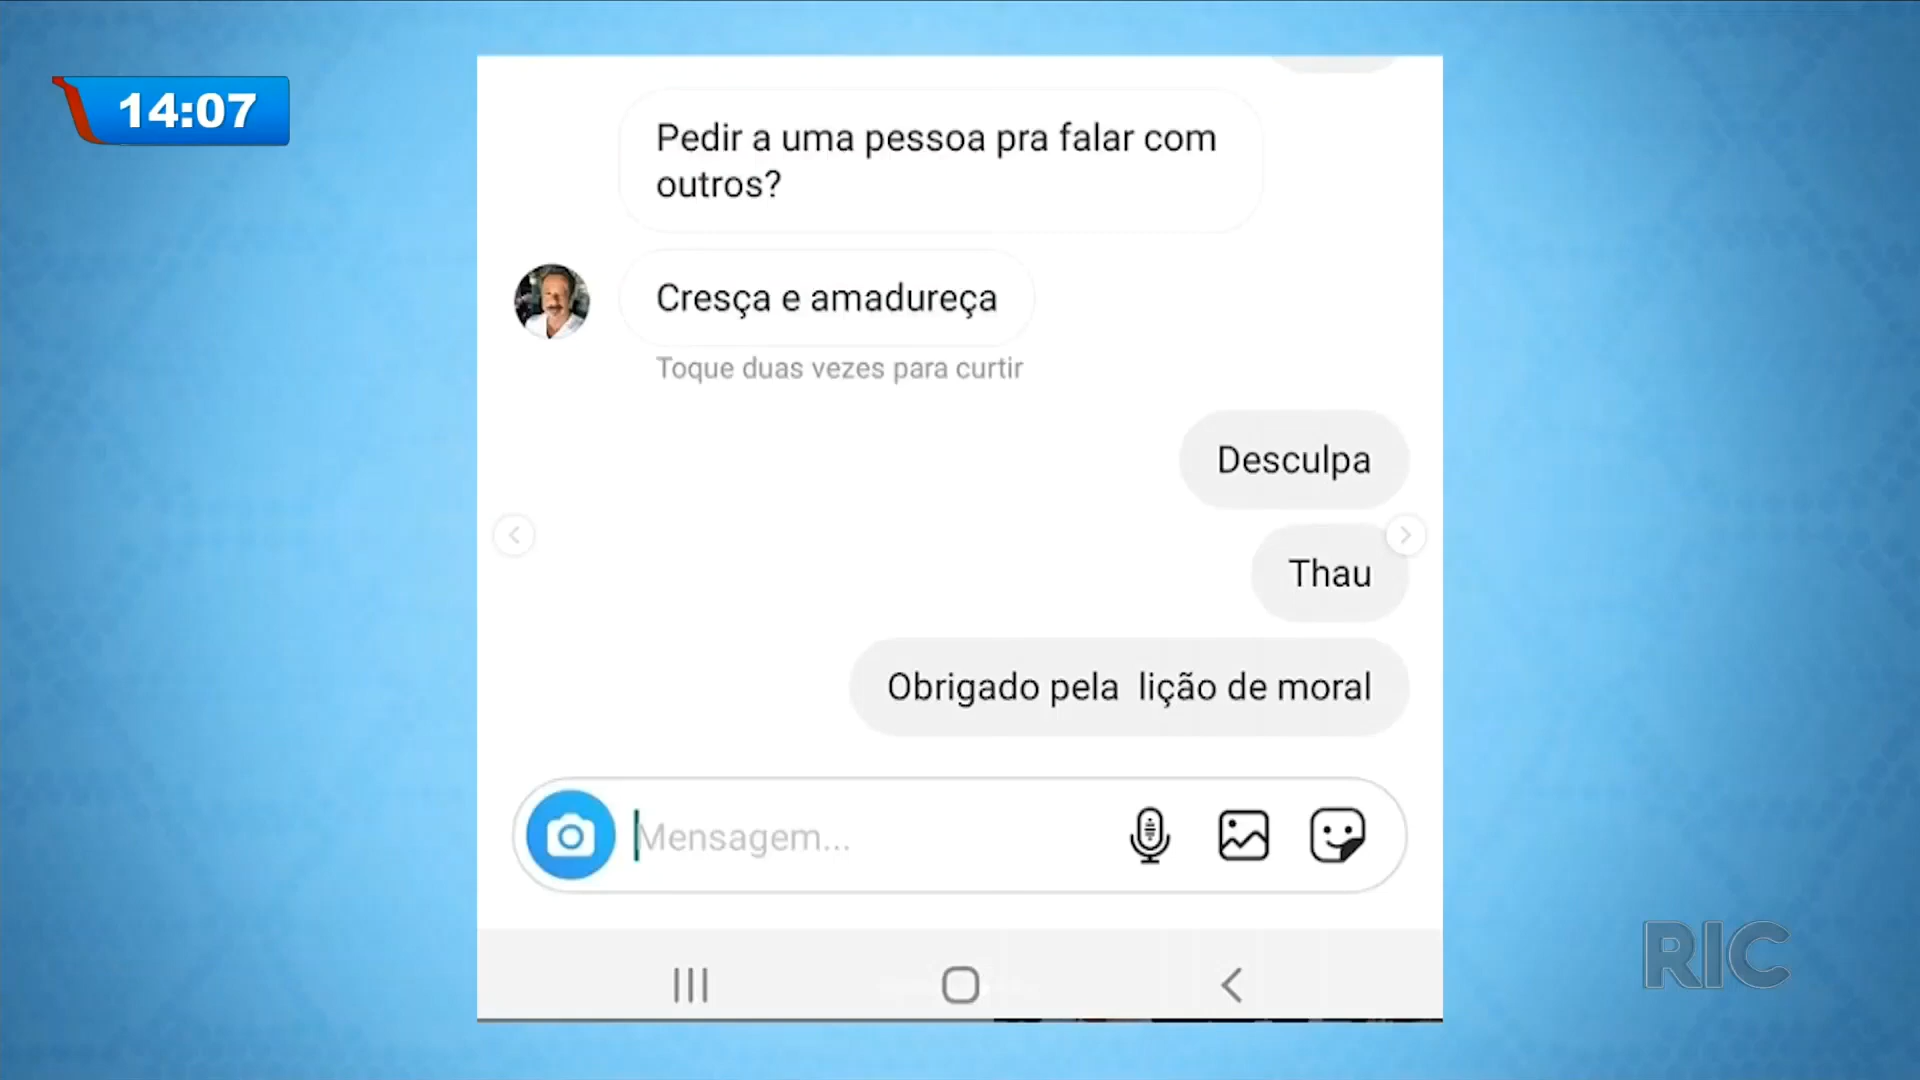 14:07
Pedir a uma pessoa pra falar com
outros?
Cresça e amadureça
Toque duas vezes para curtir
Desculpa
Thau
Obrigado pela lição de moral
Mensagem...
RIC